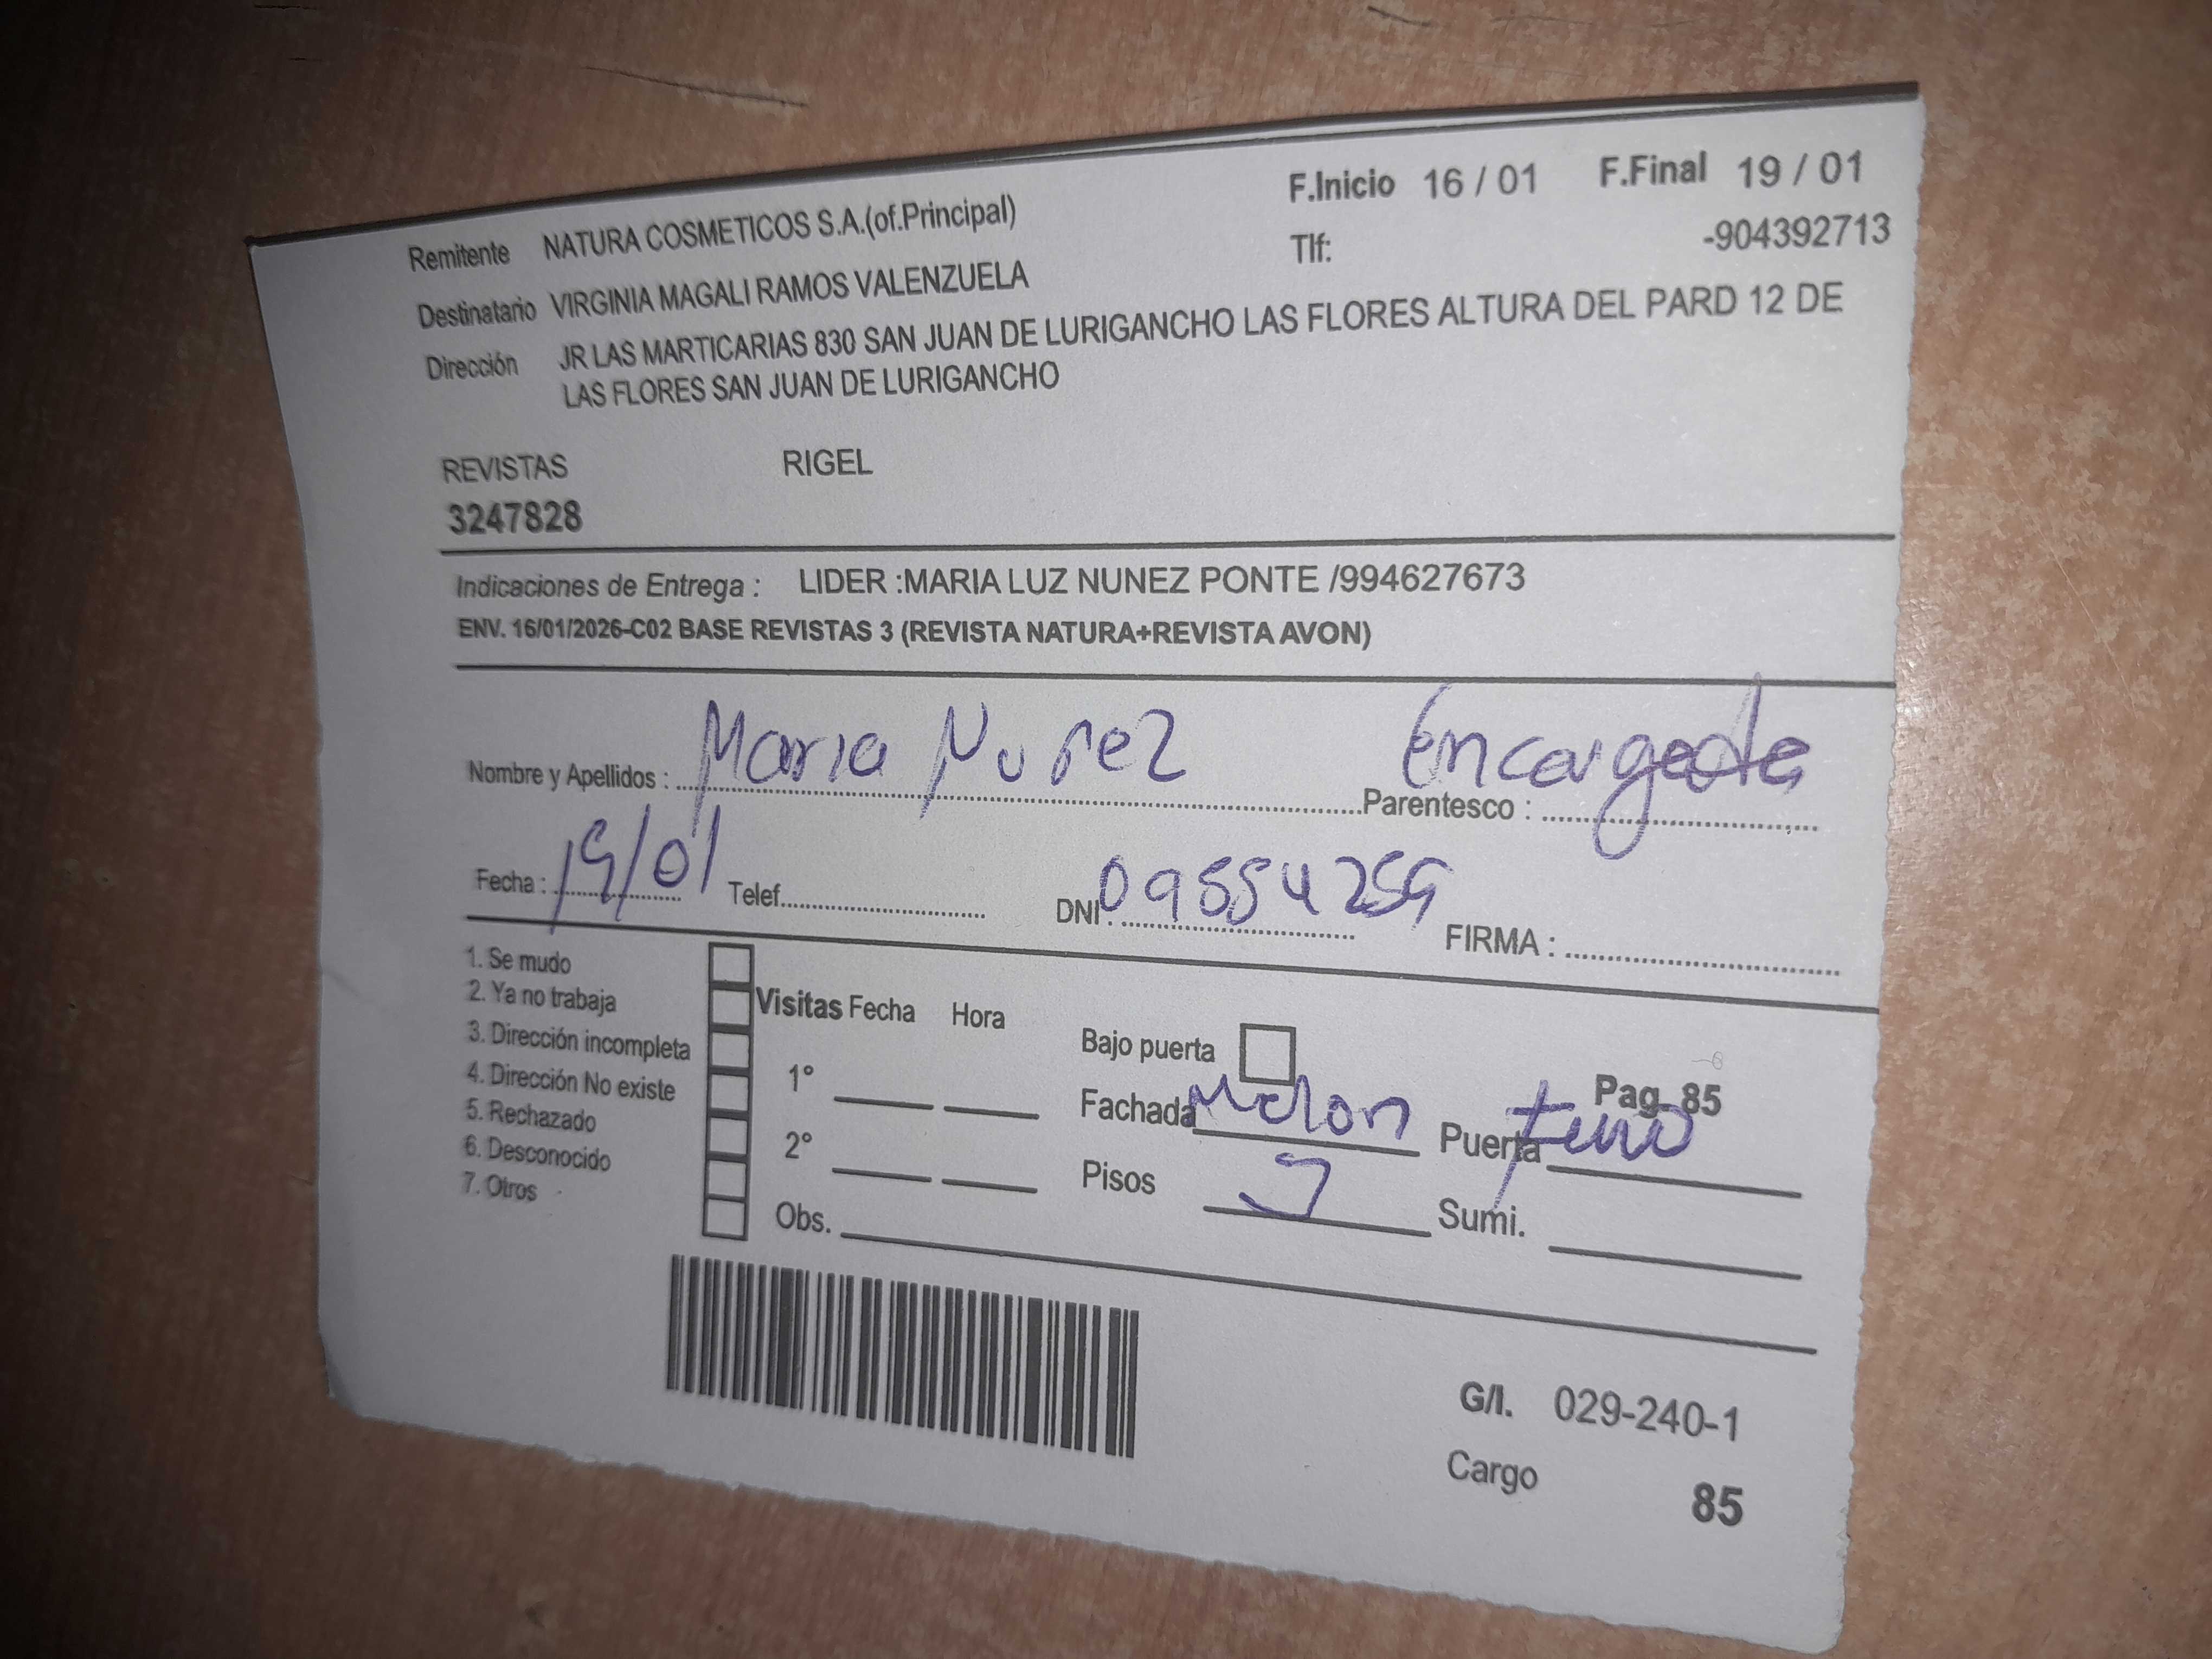 F.Inicio 16 / 01 F.Final 19 / 01
Remitente NATURA COSMETICOS S.A.(of.Principal)
Tlf: -904392713
Destinatario VIRGINIA MAGALI RAMOS VALENZUELA
Dirección JR LAS MARTICARIAS 830 SAN JUAN DE LURIGANCHO LAS FLORES ALTURA DEL PARD 12 DE
LAS FLORES SAN JUAN DE LURIGANCHO
REVISTAS RIGEL
3247828
Indicaciones de Entrega : LIDER :MARIA LUZ NUNEZ PONTE /994627673
ENV. 16/01/2026-C02 BASE REVISTAS 3 (REVISTA NATURA+REVISTA AVON)
Nombre y Apellidos : Maria Nuñez Parentesco : Encargada
Fecha : 19/01 Telef. DNI : 09554259 FIRMA :
1. Se mudo
2. Ya no trabaja
3. Dirección incompleta
4. Dirección No existe
5. Rechazado
6. Desconocido
7. Otros
Visitas Fecha Hora
1°
2°
Obs.
Bajo puerta
Pag. 85
Fachada Melon Puerta
Pisos Sumi.
G/I. 029-240-1
Cargo 85